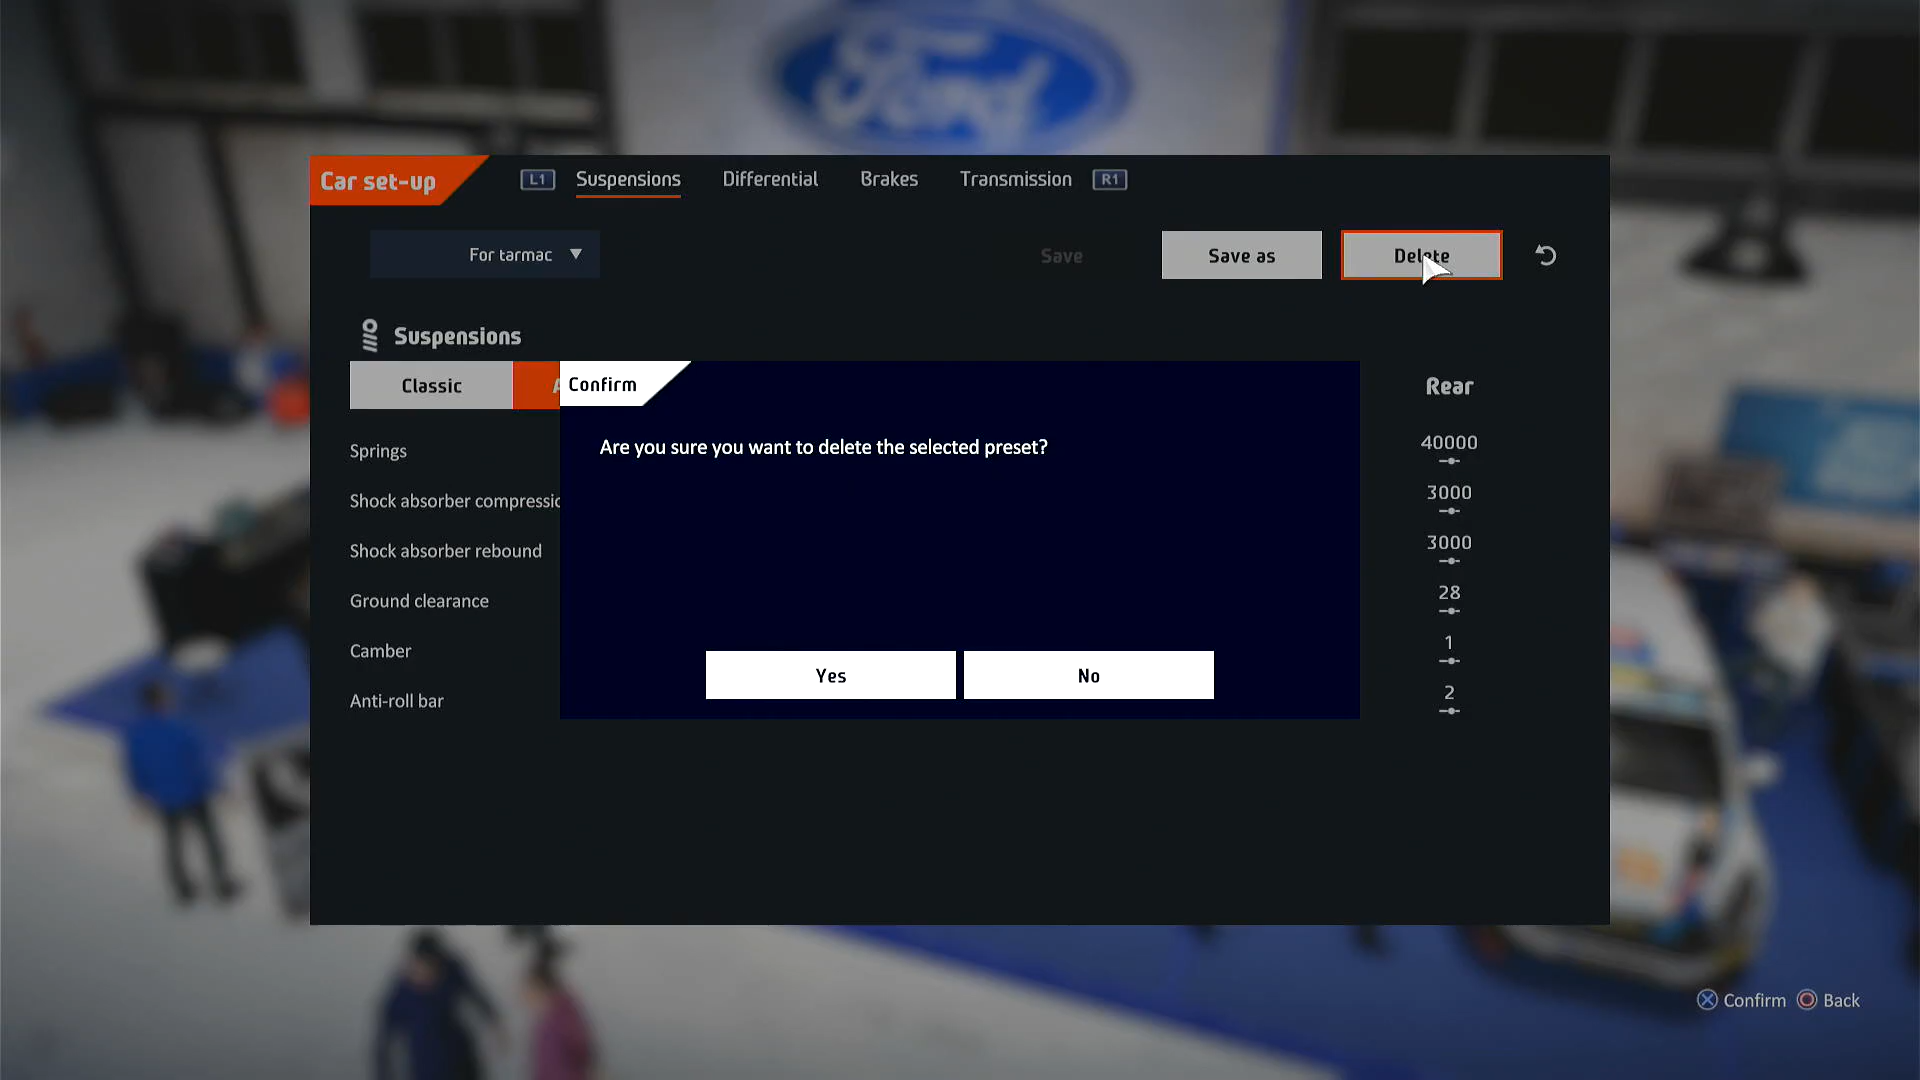 Ford
Car set-up
L1 Suspensions Differential Brakes Transmission R1
For tarmac Save Save as Delete
Suspensions
Classic
Confirm
Rear
Are you sure you want to delete the selected preset?
Springs 40000
Shock absorber compressio 3000
Shock absorber rebound 3000
Ground clearance 28
Camber 1
Anti-roll bar 2
Yes No
Confirm Back